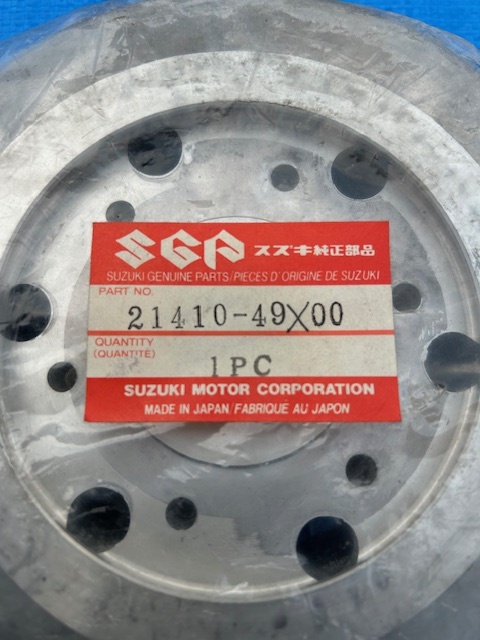 SGP スズキ純正部品
SUZUKI GENUINE PARTS/PIECES D'ORIGINE DE SUZUKI
PART NO.
21410-49X00
QUANTITY
(QUANTITÉ)
1PC
SUZUKI MOTOR CORPORATION
MADE IN JAPAN/FABRIQUÉ AU JAPON